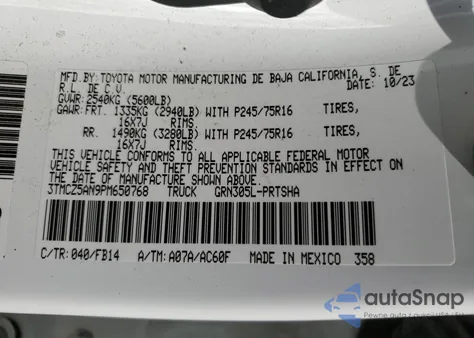 MFD.BY:TOYOTA MOTOR MANUFACTURING DE BAJA CALIFORNIA, S. DE
R.L. DE C.V. DATE: 10/23
GVWR: 2540KG (5600LB)
GAWR: FRT. 1335KG (2940LB) WITH P245/75R16 TIRES,
16X7J RIMS
RR. 1490KG (3280LB) WITH P245/75R16 TIRES,
16X7J RIMS.
THIS VEHICLE CONFORMS TO ALL APPLICABLE FEDERAL MOTOR
VEHICLE SAFETY AND THEFT PREVENTION STANDARDS IN EFFECT ON
THE DATE OF MANUFACTURE SHOWN ABOVE.
3TMCZ5AN9PM650768 TRUCK GRN305L-PRTSHA
C/TR: 040/FB14 A/TM: A07A/AC60F MADE IN MEXICO 358
autoSnap